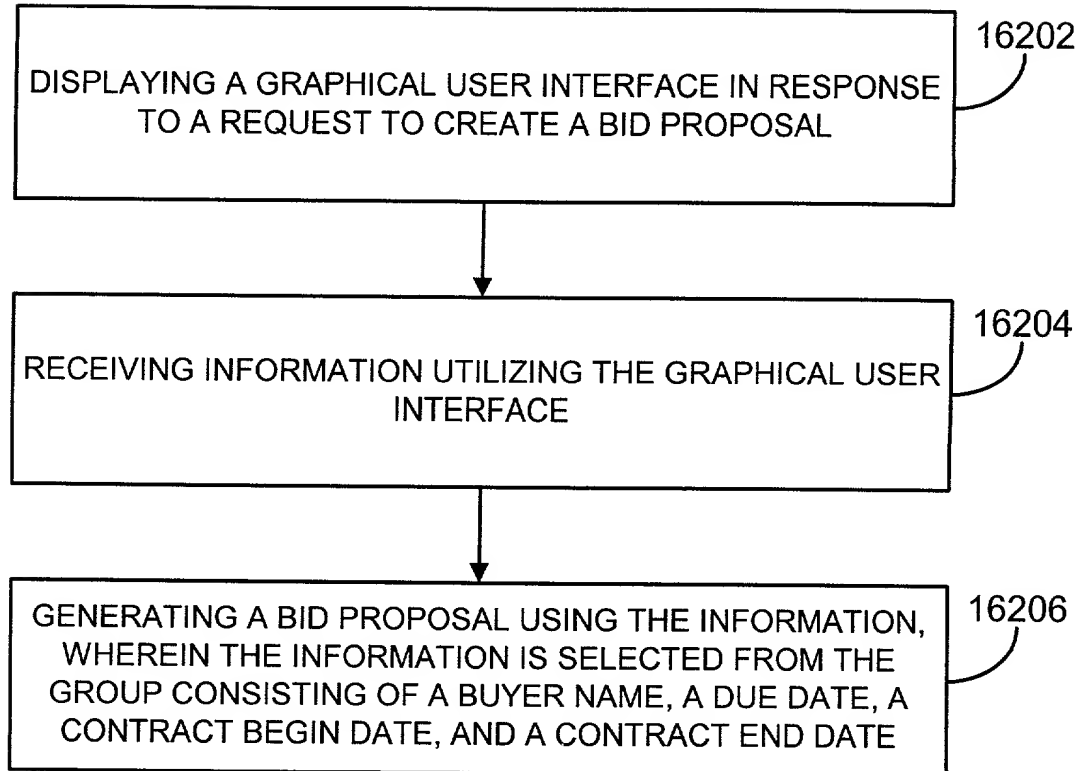 16202
DISPLAYING A GRAPHICAL USER INTERFACE IN RESPONSE
TO A REQUEST TO CREATE A BID PROPOSAL
16204
RECEIVING INFORMATION UTILIZING THE GRAPHICAL USER
INTERFACE
16206
GENERATING A BID PROPOSAL USING THE INFORMATION,
WHEREIN THE INFORMATION IS SELECTED FROM THE
GROUP CONSISTING OF A BUYER NAME, A DUE DATE, A
CONTRACT BEGIN DATE, AND A CONTRACT END DATE